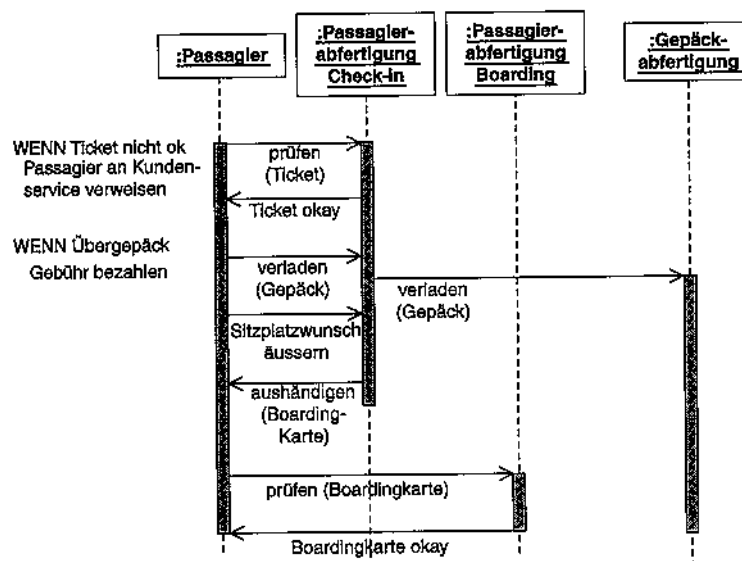 :Passagier
:Passagier-
abfertigung
Check-in
:Passagier-
abfertigung
Boarding
:Gepäck-
abfertigung
WENN Ticket nicht ok
Passagier an Kunden-
service verweisen
prüfen
(Ticket)
Ticket okay
WENN Übergepäck
Gebühr bezahlen
verladen
(Gepäck)
verladen
(Gepäck)
Sitzplatzwunsch
äussern
aushändigen
(Boarding-
Karte)
prüfen (Boardingkarte)
Boardingkarte okay